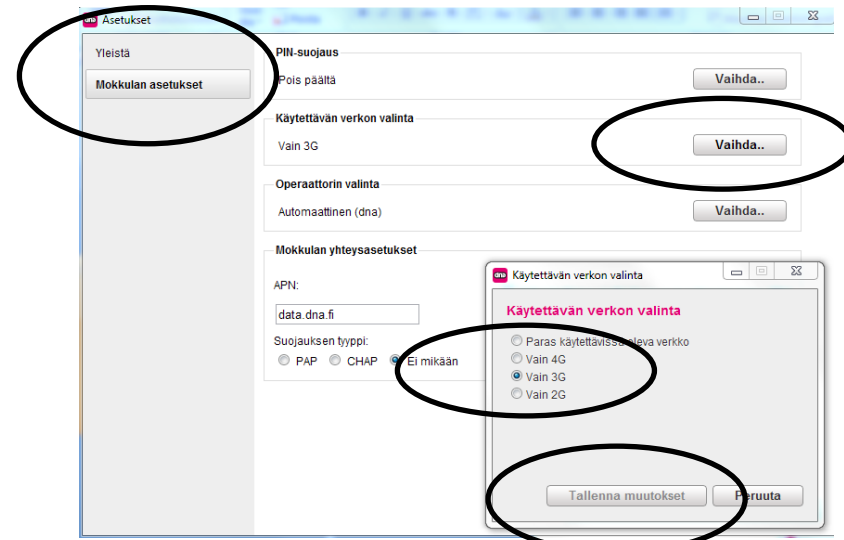 dna Asetukset
Yleistä
Mokkulan asetukset
PIN-suojaus
Pois päältä
Vaihda..
Käytettävän verkon valinta
Vain 3G
Vaihda..
Operaattorin valinta
Automaattinen (dna)
Vaihda..
Mokkulan yhteysasetukset
APN:
data.dna.fi
Suojauksen tyyppi:
PAP CHAP Ei mikään
dna Käytettävän verkon valinta
Käytettävän verkon valinta
Paras käytettävissä oleva verkko
Vain 4G
Vain 3G
Vain 2G
Tallenna muutokset Peruuta